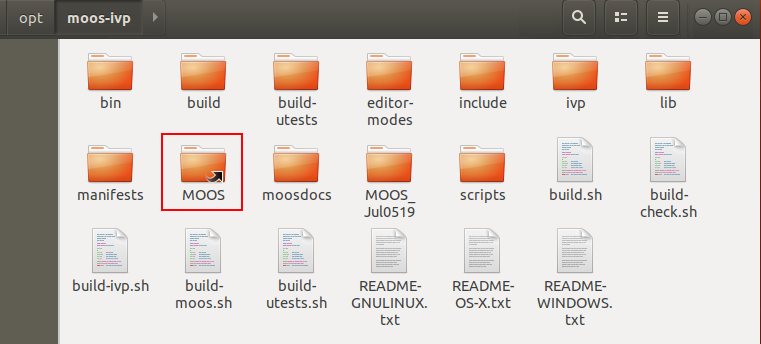 opt moos-ivp
bin build build- editor- include ivp lib
utests modes
manifests MOOS moosdocs MOOS_ scripts build.sh build-
Jul0519 check.sh
build-ivp.sh build- build- README- README- README-
moos.sh utests.sh GNULINUX. OS-X.txt WINDOWS.
txt txt